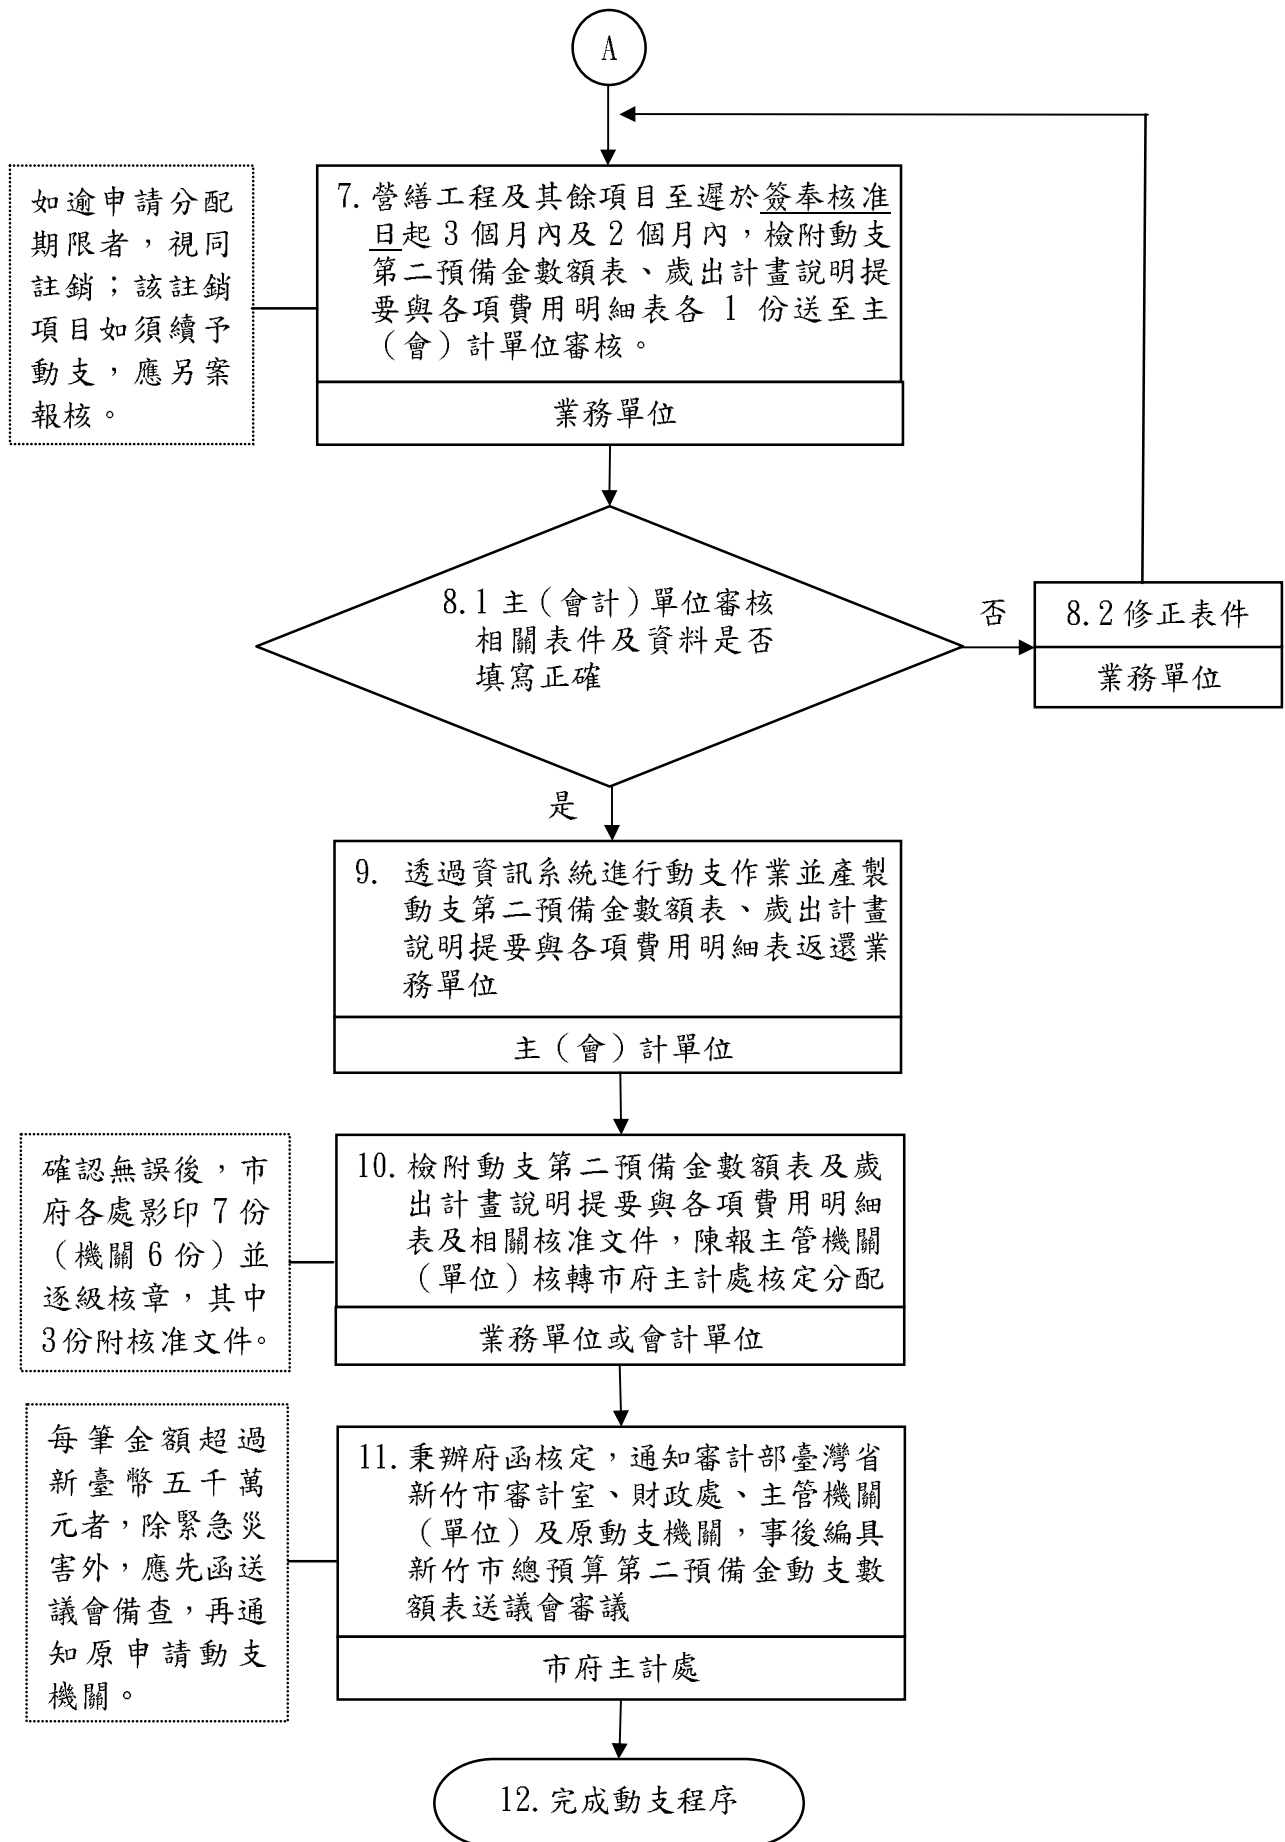 A
如逾申請分配
期限者，視同
註銷；該註銷
項目如須續予
動支，應另案
報核。
7. 營繕工程及其餘項目至遲於簽奉核准
日起 3 個月內及 2 個月內，檢附動支
第二預備金數額表、歲出計畫說明提
要與各項費用明細表各 1 份送至主
（會）計單位審核。
業務單位
8.1 主（會計）單位審核
相關表件及資料是否
填寫正確
否
8.2 修正表件
業務單位
是
9. 透過資訊系統進行動支作業並產製
動支第二預備金數額表、歲出計畫
說明提要與各項費用明細表返還業
務單位
主（會）計單位
確認無誤後，市
府各處影印 7 份
（機關 6 份）並
逐級核章，其中
3份附核准文件。
10. 檢附動支第二預備金數額表及歲
出計畫說明提要與各項費用明細
表及相關核准文件，陳報主管機關
（單位）核轉市府主計處核定分配
業務單位或會計單位
每筆金額超過
新臺幣五千萬
元者，除緊急災
害外，應先函送
議會備查，再通
知原申請動支
機關。
11. 秉辦府函核定，通知審計部臺灣省
新竹市審計室、財政處、主管機關
（單位）及原動支機關，事後編具
新竹市總預算第二預備金動支數
額表送議會審議
市府主計處
12. 完成動支程序